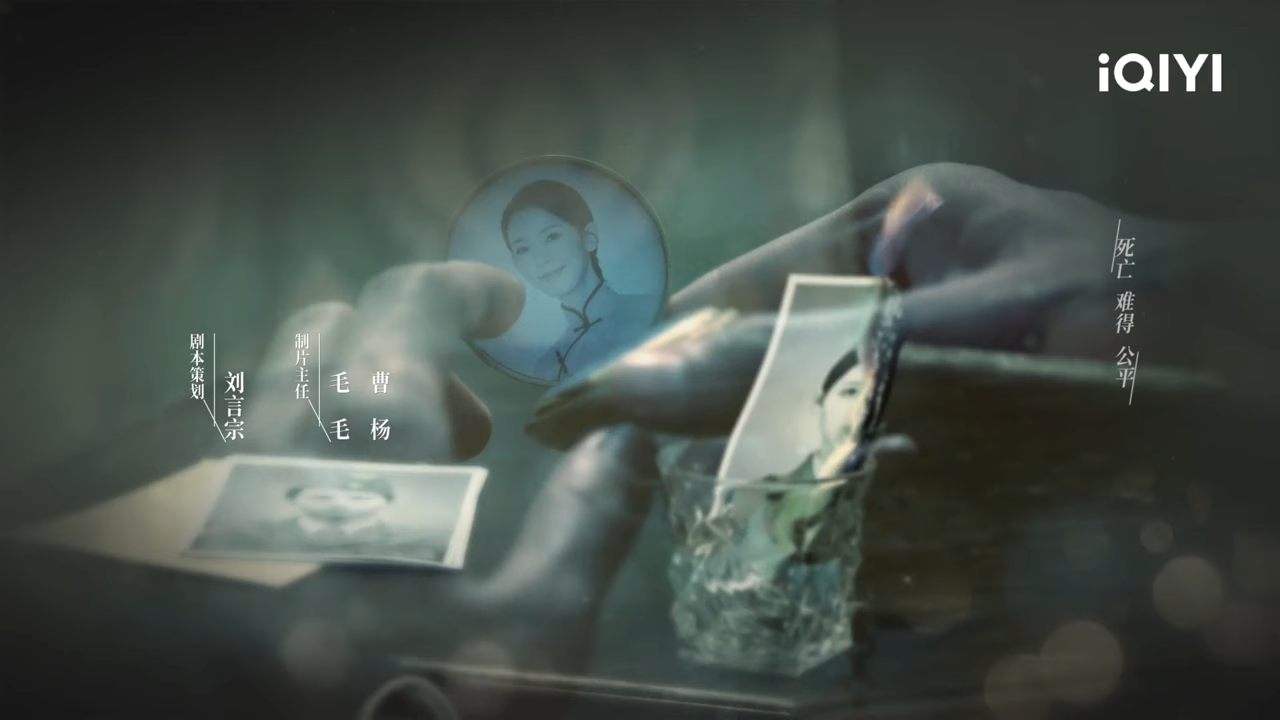 iQIYI
剧本策划
刘言宗
制片主任
毛毛
曹杨
死亡 难得 公平